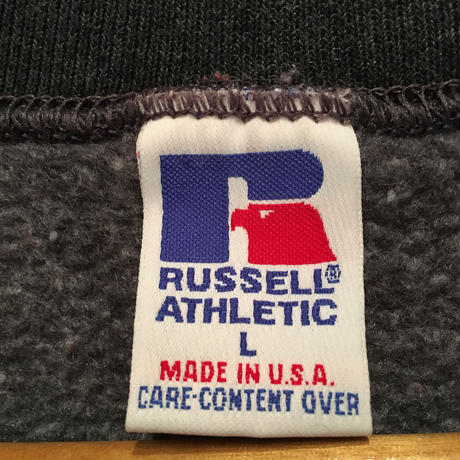 RUSSELL®
ATHLETIC
L
MADE IN U.S.A.
CARE-CONTENT OVER